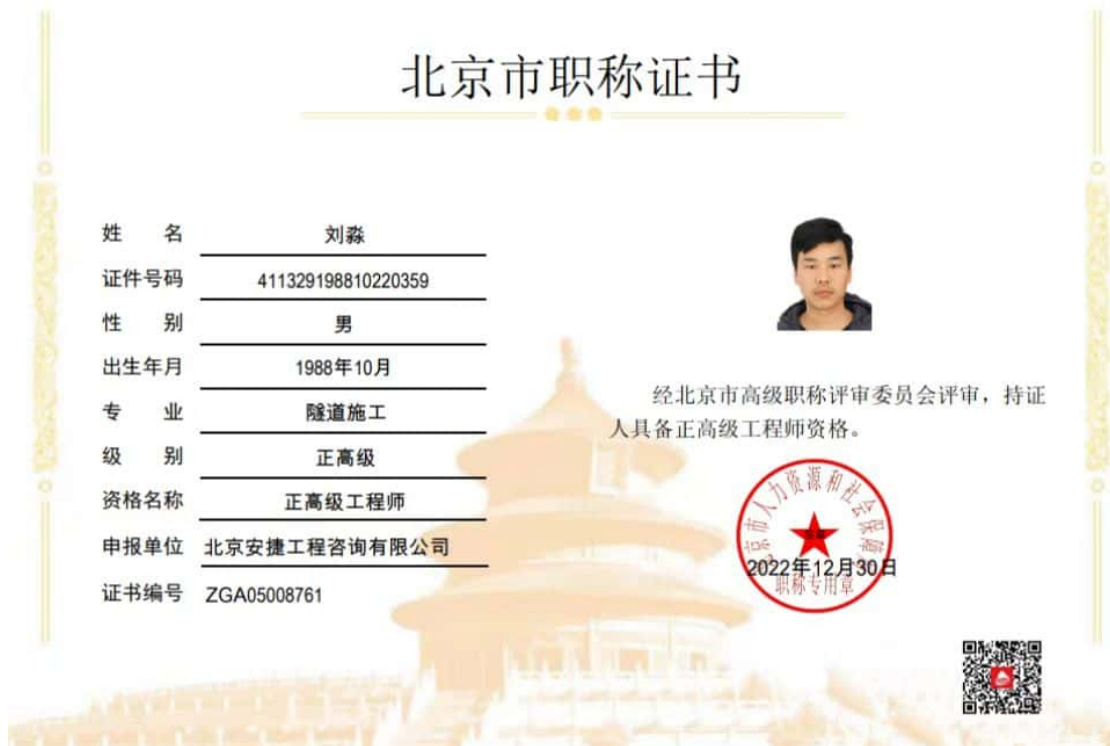 北京市职称证书
姓 名 刘淼
证件号码 411329198810220359
性 别 男
出生年月 1988年10月
专 业 隧道施工
级 别 正高级
资格名称 正高级工程师
申报单位 北京安捷工程咨询有限公司
证书编号 ZGA05008761
经北京市高级职称评审委员会评审，持证
人具备正高级工程师资格。
北京市人力资源和社会保障
2022年12月30日
职称专用章